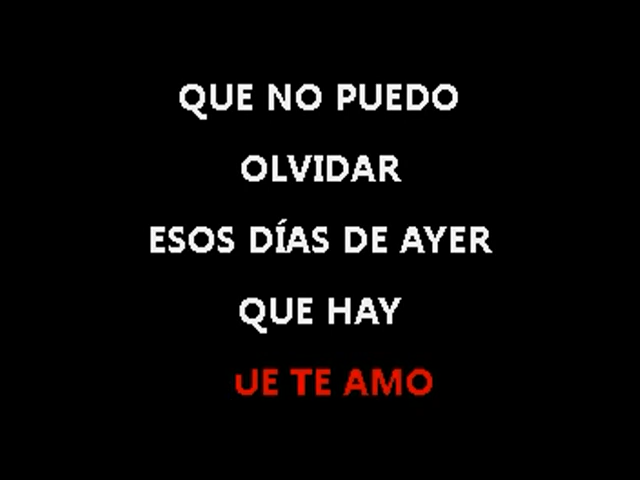 QUE NO PUEDO
OLVIDAR
ESOS DÍAS DE AYER
QUE HAY
UE TE AMO